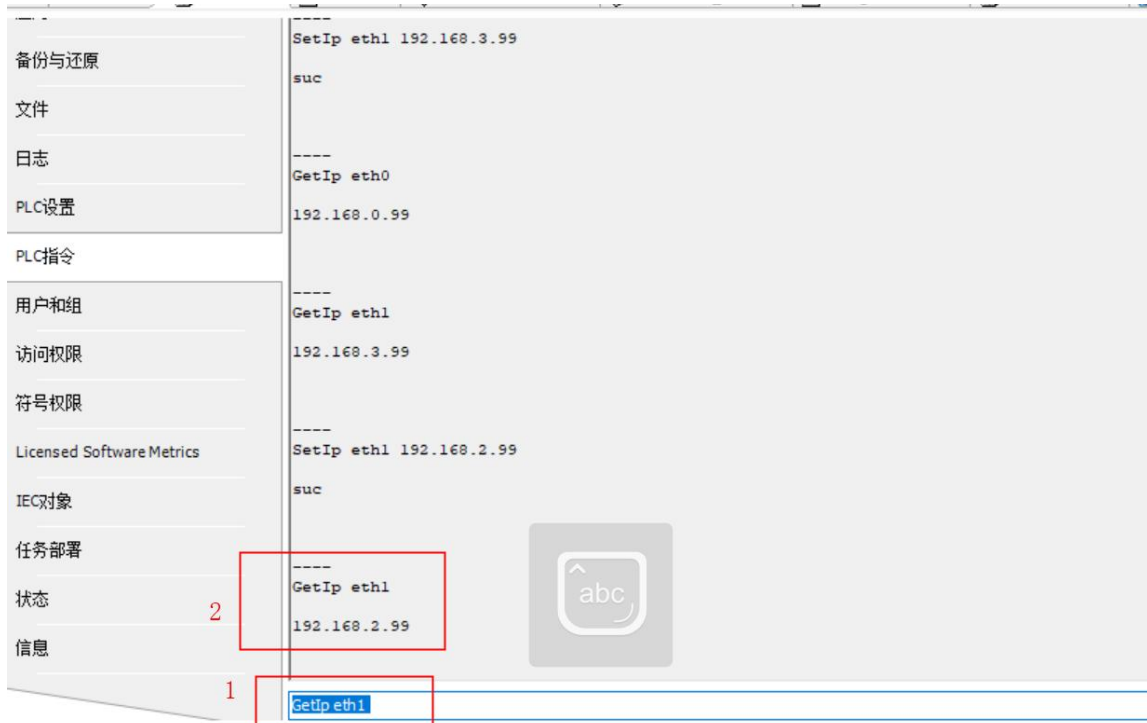 备份与还原
文件
日志
PLC设置
PLC指令
用户和组
访问权限
符号权限
Licensed Software Metrics
IEC对象
任务部署
状态
信息
----
SetIp eth1 192.168.3.99
suc
----
GetIp eth0
192.168.0.99
----
GetIp eth1
192.168.3.99
----
SetIp eth1 192.168.2.99
suc
----
GetIp eth1
192.168.2.99
2
abc
1
GetIp eth1